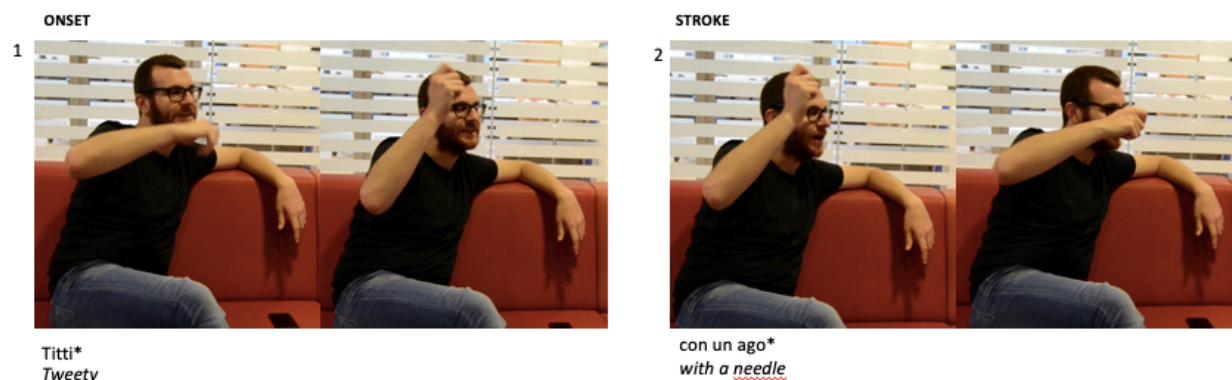 ONSET
STROKE
1
2
Titti*
Tweety
con un ago*
with a needle